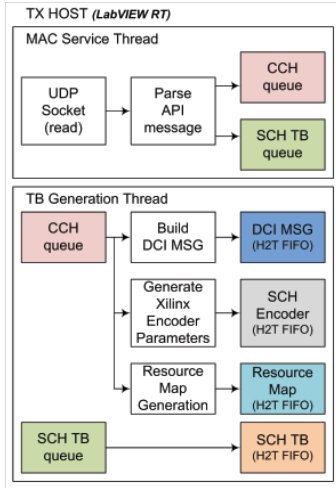 TX HOST (LabVIEW RT)
MAC Service Thread
UDP
Socket
(read)
Parse
API
message
CCH
queue
SCH TB
queue
TB Generation Thread
CCH
queue
Build
DCI MSG
DCI MSG
(H2T FIFO)
Generate
Xilinx
Encoder
Parameters
SCH
Encoder
(H2T FIFO)
Resource
Map
Generation
Resource
Map
(H2T FIFO)
SCH TB
queue
SCH TB
(H2T FIFO)